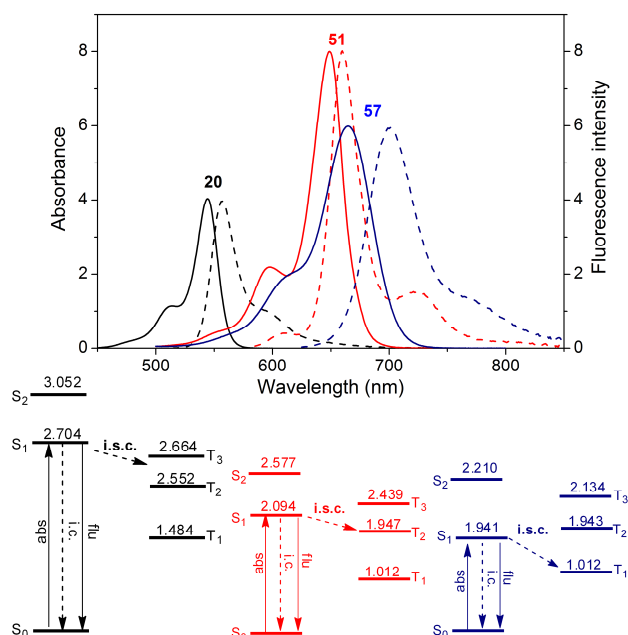 8 51 8
57
6 6
20
4 4
2 2
0 0
500 600 700 800
Absorbance
Fluorescence intensity
Wavelength (nm)
S2 3.052
S1 2.704
i.s.c.
2.664 T3
2.552 T2
1.484 T1
abs
i.c.
flu
S0
S2 2.577
S1 2.094
i.s.c.
2.439 T3
1.947 T2
1.012 T1
abs
i.c.
flu
S2 2.210
S1 1.941
i.s.c.
2.134 T3
1.943 T2
1.012 T1
abs
i.c.
flu
S0